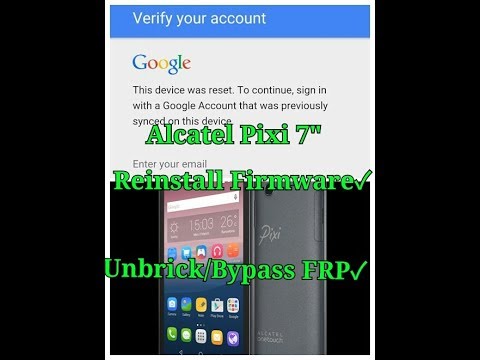 Verify your account
Google
This device was reset. To continue, sign in
with a Google Account that was previously
synced on this device.
Alcatel Pixi 7"
Enter your email
Reinstall Firmware✓
15:03
26°
Pixi
Unbrick/Bypass FRP✓
ALCATEL
onetouch